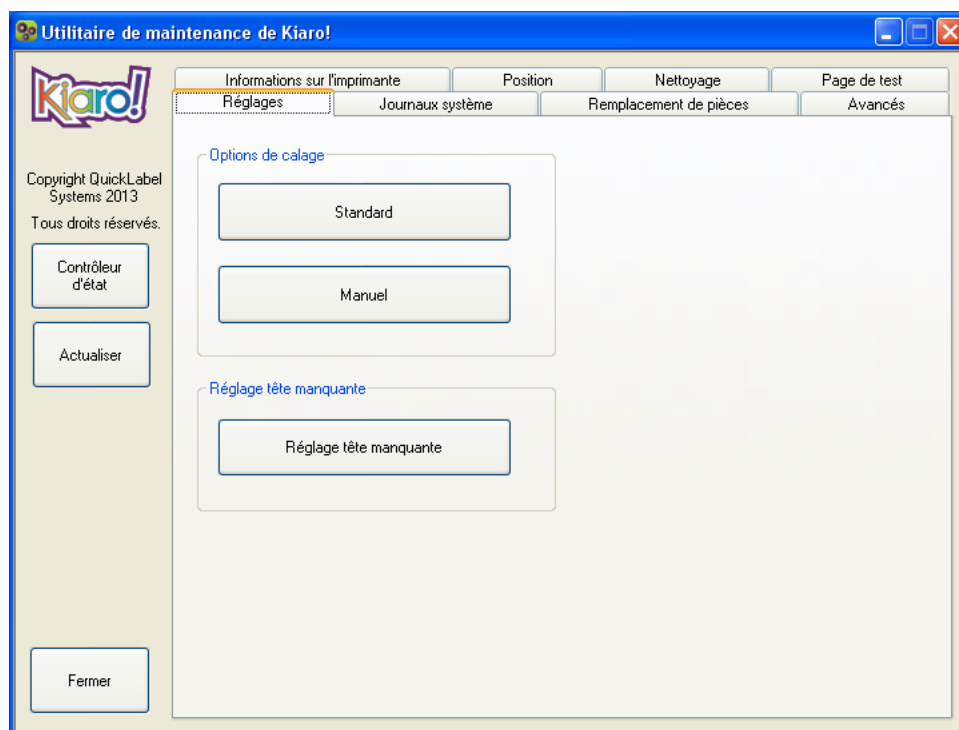 Utilitaire de maintenance de Kiaro!
Kiaro!
Copyright QuickLabel
Systems 2013
Tous droits réservés.
Contrôleur
d'état
Actualiser
Fermer
Informations sur l'imprimante
Position
Nettoyage
Page de test
Réglages
Journaux système
Remplacement de pièces
Avancés
Options de calage
Standard
Manuel
Réglage tête manquante
Réglage tête manquante